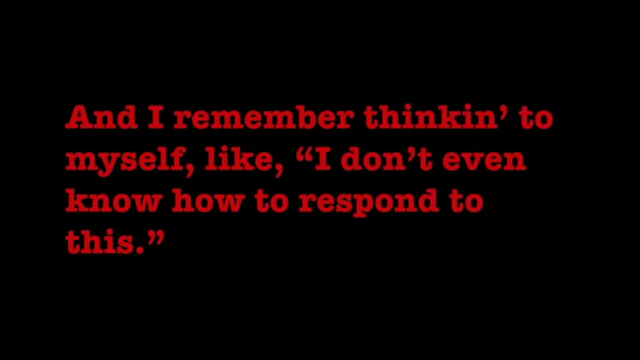 And I remember thinkin’ to
myself, like, “I don’t even
know how to respond to
this.”